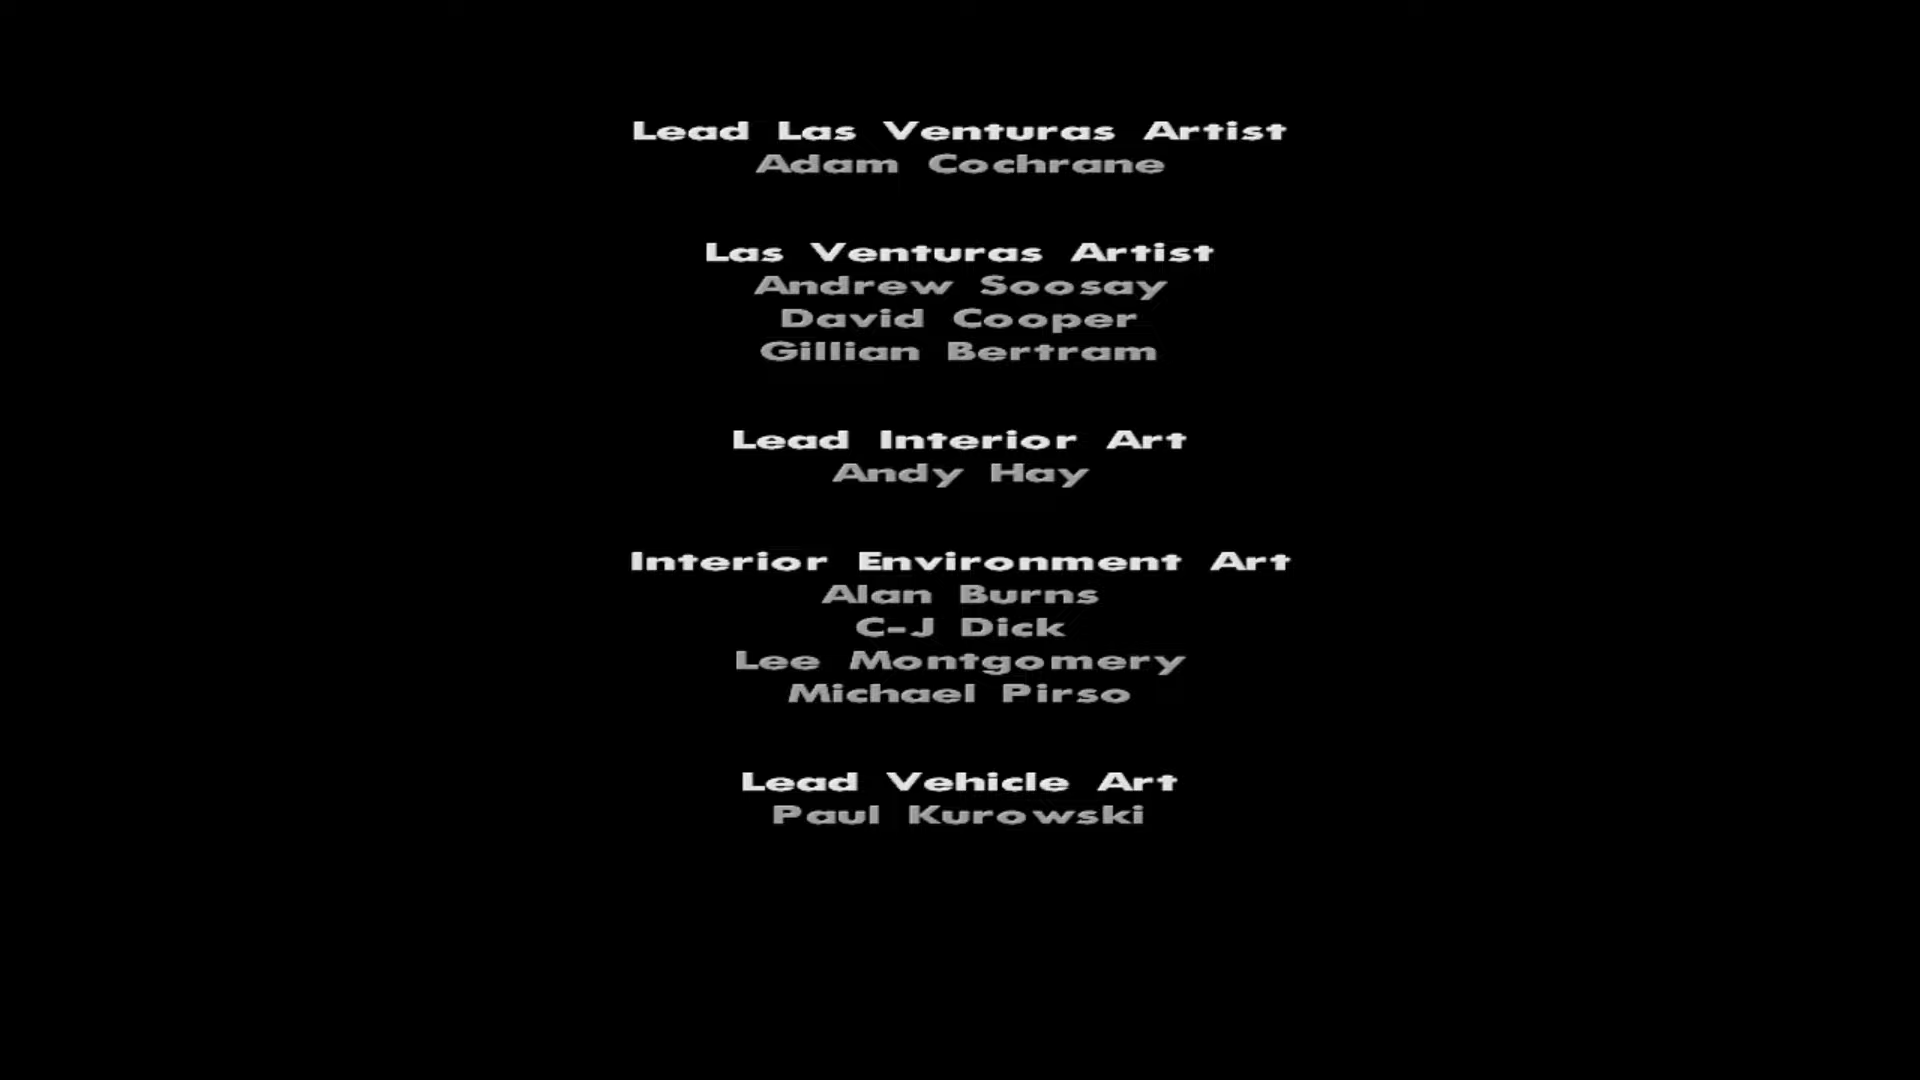 Lead Las Venturas Artist
Adam Cochrane
Las Venturas Artist
Andrew Soosay
David Cooper
Gillian Bertram
Lead Interior Art
Andy Hay
Interior Environment Art
Alan Burns
C-J Dick
Lee Montgomery
Michael Pirso
Lead Vehicle Art
Paul Kurowski